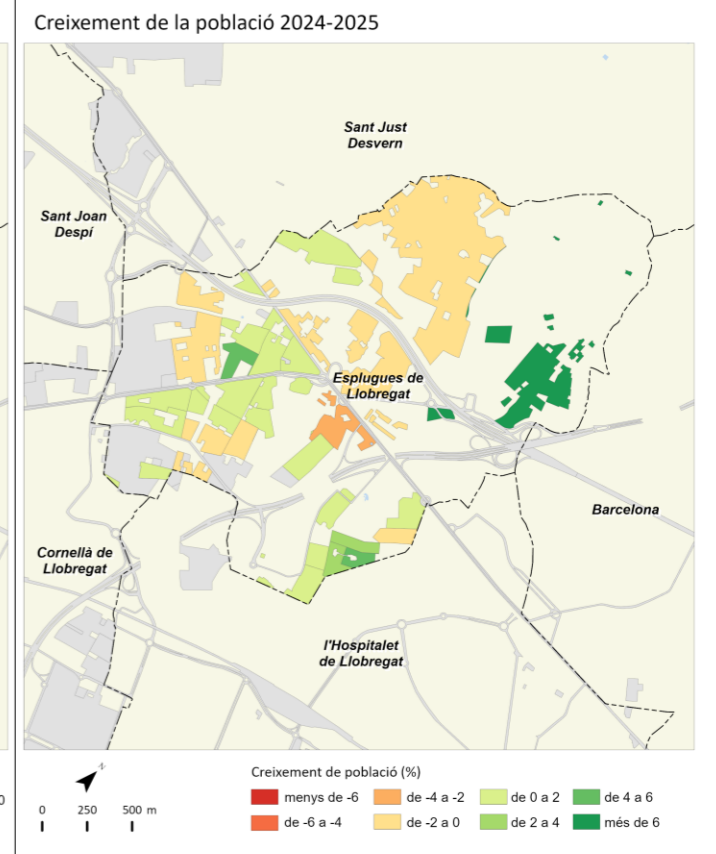 Creixement de la població 2024-2025
Sant Just
Desvern
Sant Joan
Despí
Esplugues de
Llobregat
Barcelona
Cornellà de
Llobregat
l'Hospitalet
de Llobregat
N
0 250 500 m
Creixement de població (%)
menys de -6
de -4 a -2
de 0 a 2
de 4 a 6
de -6 a -4
de -2 a 0
de 2 a 4
més de 6
0